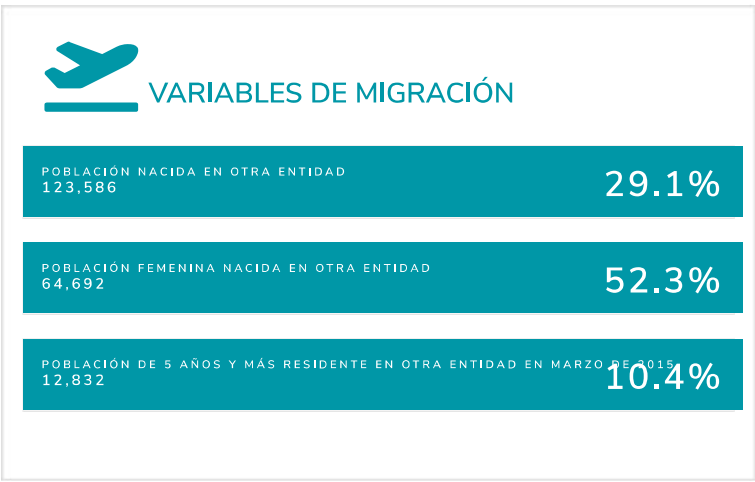 VARIABLES DE MIGRACIÓN
POBLACIÓN NACIDA EN OTRA ENTIDAD
123,586
29.1%
POBLACIÓN FEMENINA NACIDA EN OTRA ENTIDAD
64,692
52.3%
POBLACIÓN DE 5 AÑOS Y MÁS RESIDENTE EN OTRA ENTIDAD EN MARZO DE 2015
12,832
10.4%